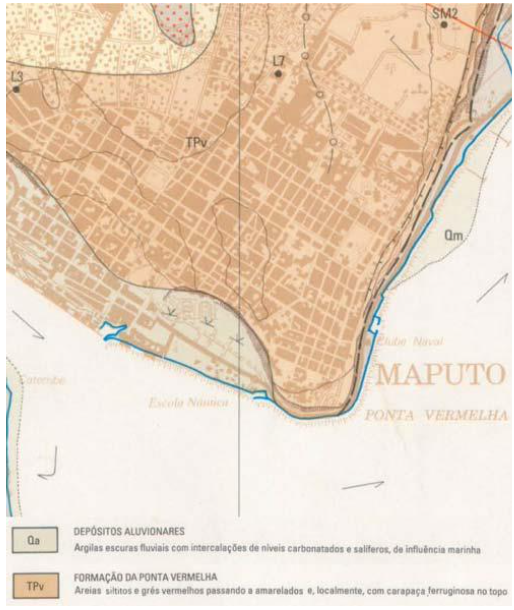 SM2
L7
L3
TPv
Qm
Clube Naval
MAPUTO
Catembe
Escola Náutica
PONTA VERMELHA
Qa
DEPÓSITOS ALUVIONARES
Argilas escuras fluviais com intercalações de níveis carbonatados e salíferos, de influência marinha
TPv
FORMAÇÃO DA PONTA VERMELHA
Areias siltitos e grés vermelhos passando a amarelados e, localmente, com carapaça ferruginosa no topo